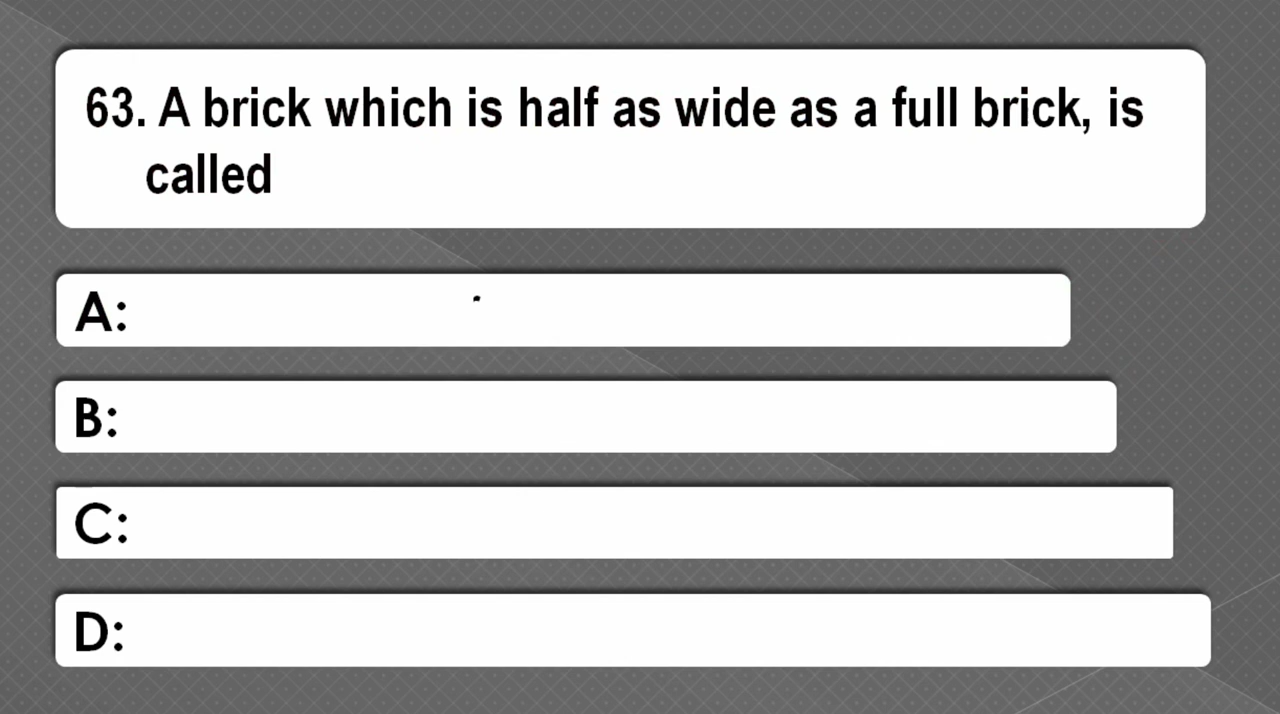 63. A brick which is half as wide as a full brick, is
called
A:
B:
C:
D: